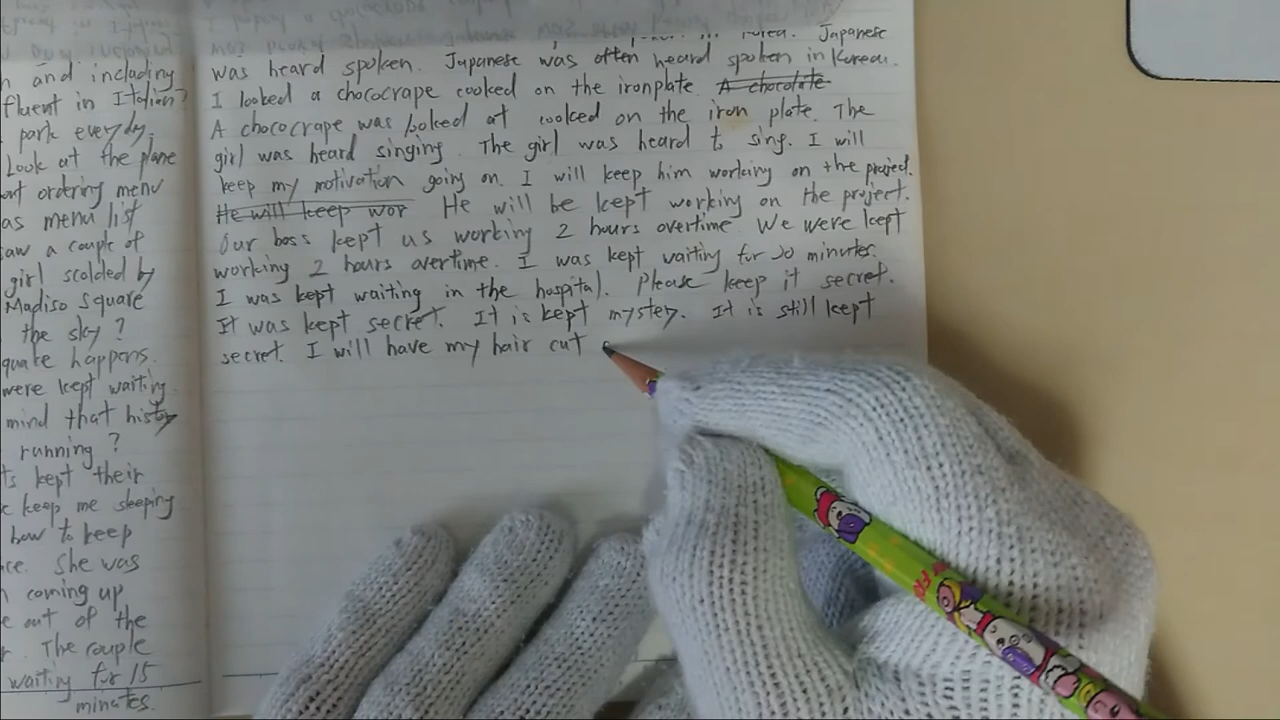 n and including
fluent in Italian?
park everyday.
Look at the plane
out ordering menu
as menu list
saw a couple of
girl scolded by
Madiso Square
the sky?
quake happens.
were kept waiting
mind that history
running?
ts kept their
keep me sleeping
how to keep
ce. She was
coming up
e out of the
r. The couple
waiting for 15
minutes.
Korea. Japanese
was heard spoken. Japanese was often heard spoken in Korean.
I looked a chococrape cooked on the ironplate. A chocolate
A chococrape was looked at cooked on the iron plate. The
girl was heard singing. The girl was heard to sing. I will
keep my motivation going on. I will keep him working on the project.
He will keep wor He will be kept working on the project.
Our boss kept us working 2 hours overtime. We were kept
working 2 hours overtime. I was kept waiting for 20 minutes.
I was kept waiting in the hospital. Please keep it secret.
It was kept secret. It is kept mystery. It is still kept
secret. I will have my hair cut